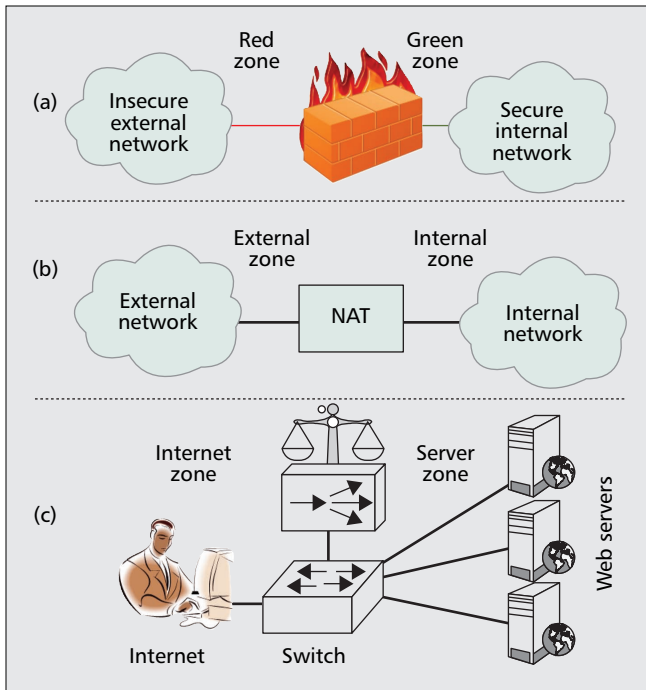 (a)
Red
zone
Green
zone
Insecure
external
network
Secure
internal
network
(b)
External
zone
Internal
zone
External
network
NAT
Internal
network
(c)
Internet
zone
Server
zone
Web servers
Internet
Switch